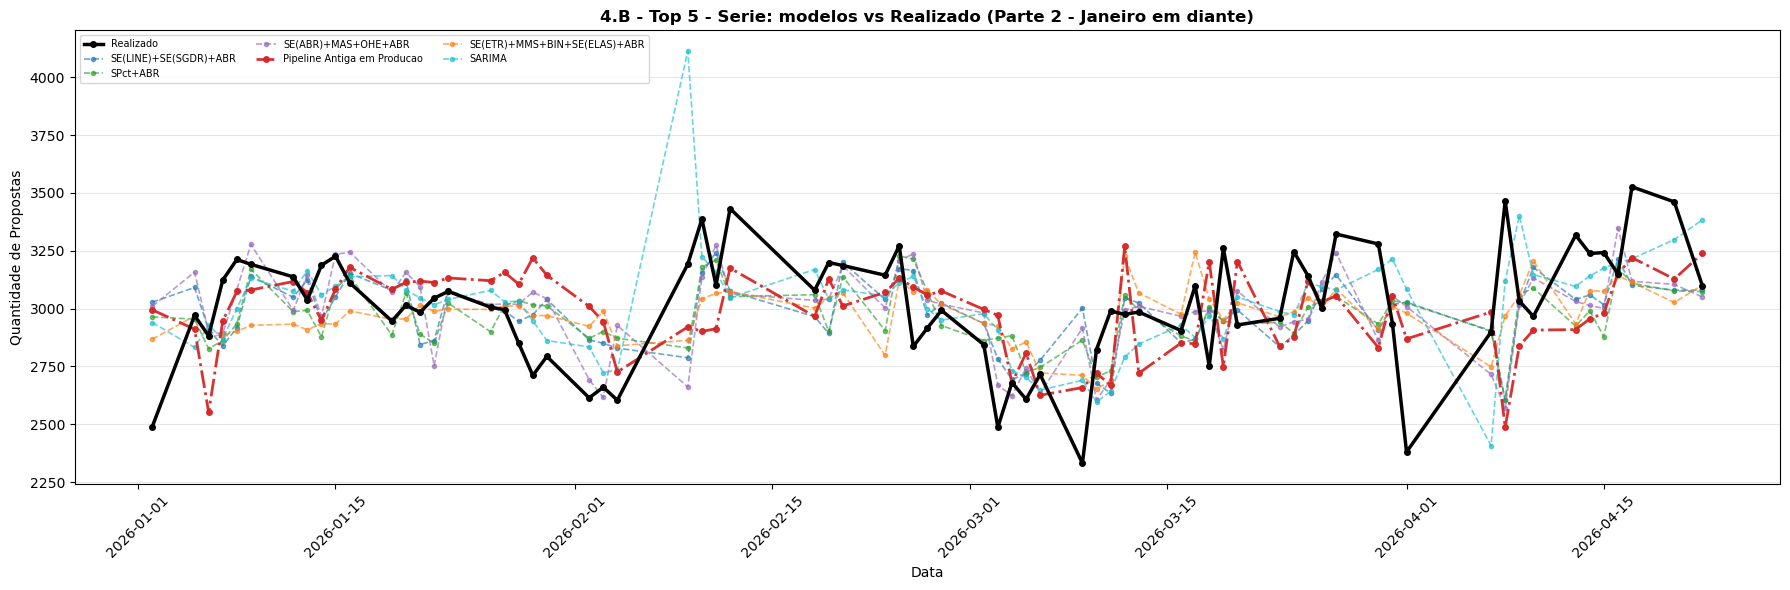 4.B - Top 5 - Serie: modelos vs Realizado (Parte 2 - Janeiro em diante)
Realizado
SE(LINE)+SE(SGDR)+ABR
SPct+ABR
SE(ABR)+MAS+OHE+ABR
Pipeline Antiga em Producao
SE(ETR)+MMS+BIN+SE(ELAS)+ABR
SARIMA
Quantidade de Propostas
4000
3750
3500
3250
3000
2750
2500
2250
2026-01-01
2026-01-15
2026-02-01
2026-02-15
2026-03-01
2026-03-15
2026-04-01
2026-04-15
Data